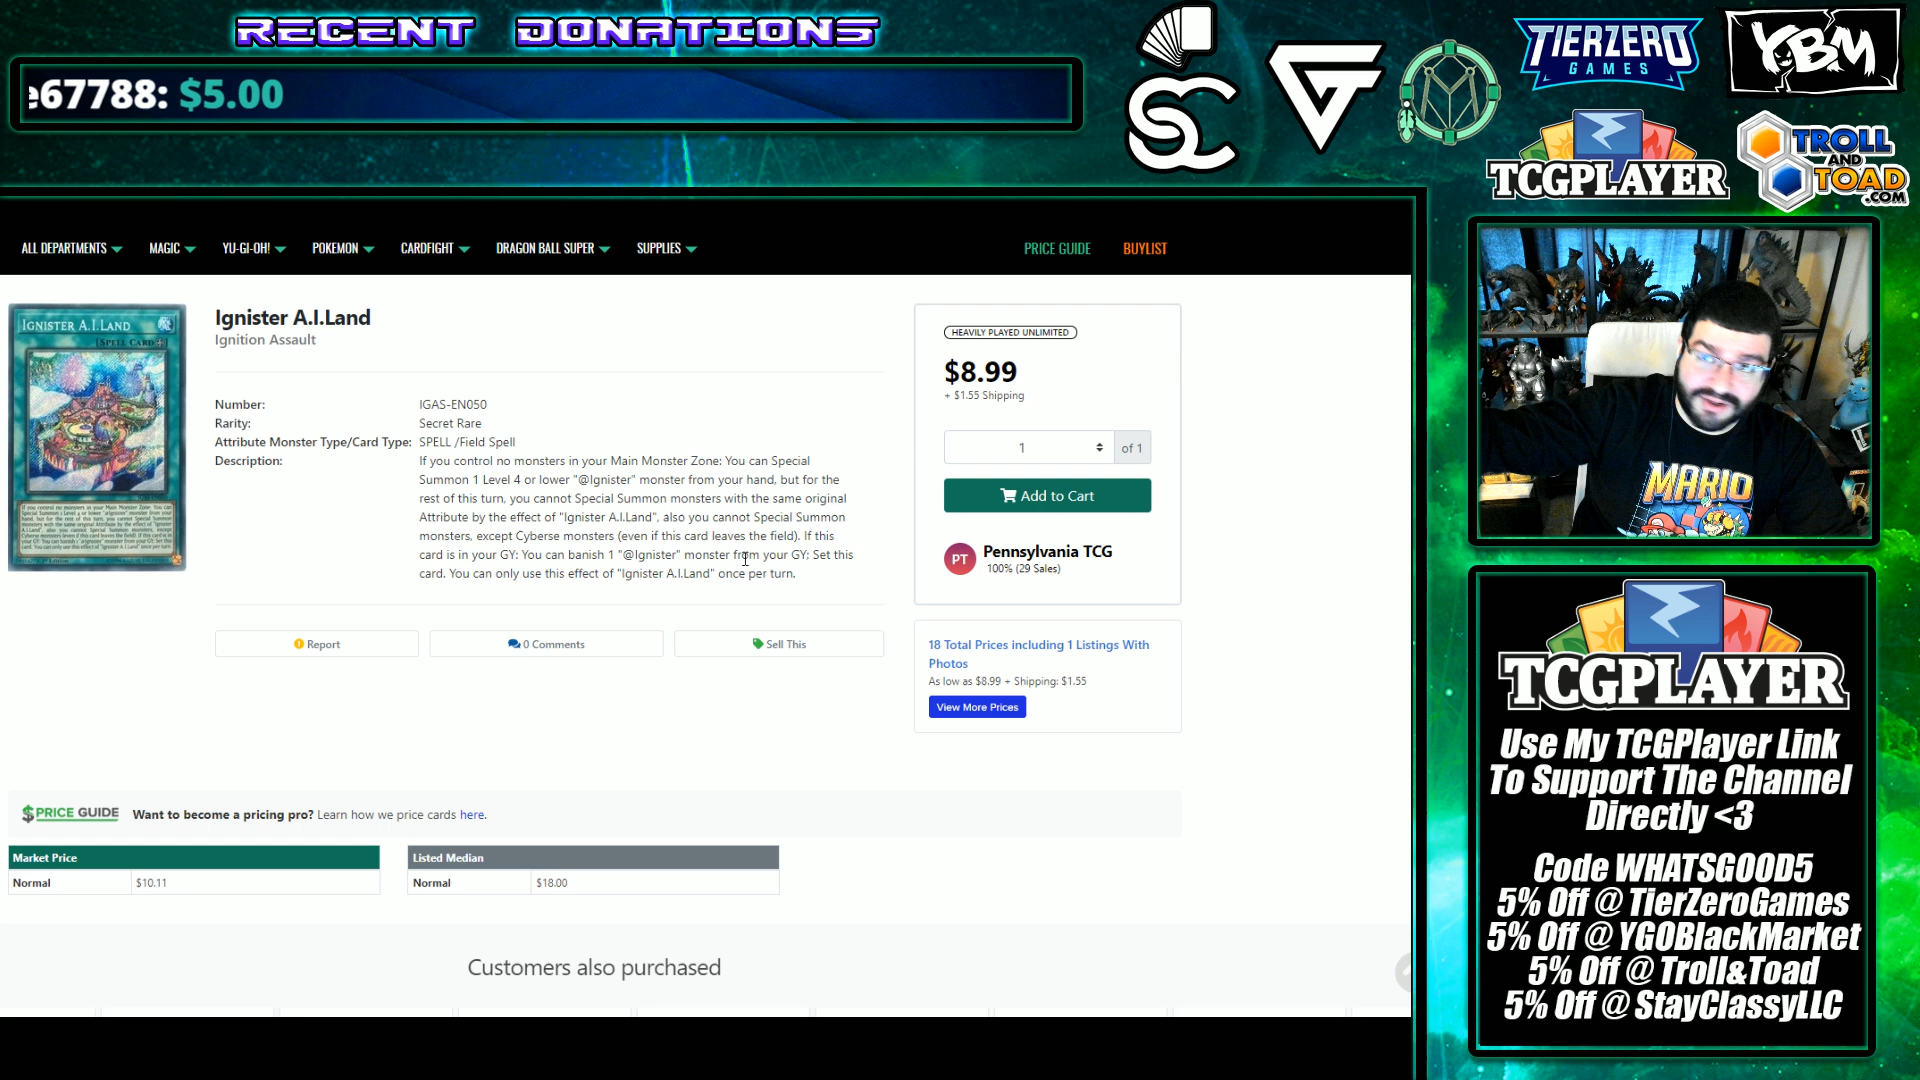 RECENT DONATIONS
e67788: $5.00
SC
TIERZERO
GAMES
YBM
TCGPLAYER
TROLL
AND
TOAD
.COM
ALL DEPARTMENTS
MAGIC
YU-GI-OH!
POKEMON
CARDFIGHT
DRAGON BALL SUPER
SUPPLIES
PRICE GUIDE
BUYLIST
IGNISTER A.I.LAND
[SPELL CARD]
Ignister A.I.Land
Ignition Assault
Number: IGAS-EN050
Rarity: Secret Rare
Attribute Monster Type/Card Type: SPELL /Field Spell
Description: If you control no monsters in your Main Monster Zone: You can Special
Summon 1 Level 4 or lower "@Ignister" monster from your hand, but for the
rest of this turn, you cannot Special Summon monsters with the same original
Attribute by the effect of "Ignister A.I.Land", also you cannot Special Summon
monsters, except Cyberse monsters (even if this card leaves the field). If this
card is in your GY: You can banish 1 "@Ignister" monster from your GY; Set this
card. You can only use this effect of "Ignister A.I.Land" once per turn.
Report
0 Comments
Sell This
HEAVILY PLAYED UNLIMITED
$8.99
+ $1.55 Shipping
1
of 1
Add to Cart
PT
Pennsylvania TCG
100% (29 Sales)
18 Total Prices including 1 Listings With
Photos
As low as $8.99 + Shipping: $1.55
View More Prices
$PRICE GUIDE
Want to become a pricing pro? Learn how we price cards here.
Market Price
Normal $10.11
Listed Median
Normal $18.00
Customers also purchased
MARIO
TCGPLAYER
Use My TCGPlayer Link
To Support The Channel
Directly <3
Code WHATSGOOD5
5% Off @ TierZeroGames
5% Off @ YGOBlackMarket
5% Off @ Troll&Toad
5% Off @ StayClassyLLC